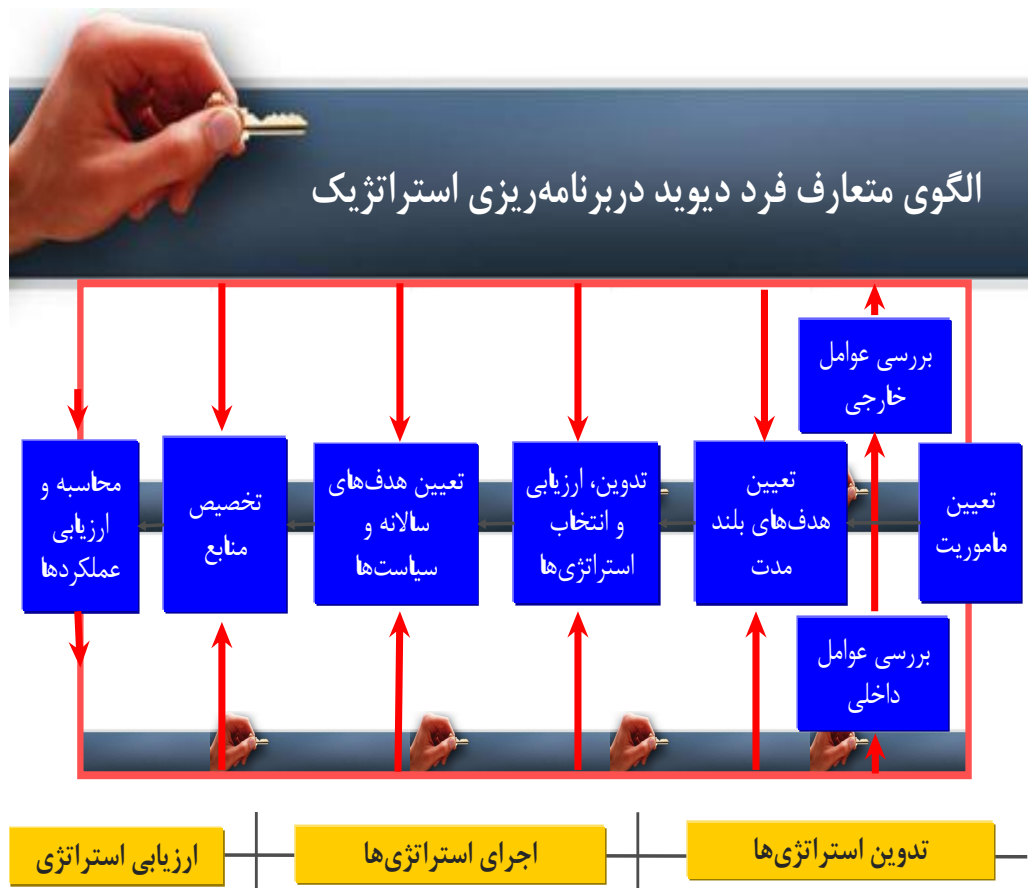 الگوی متعارف فرد دیوید دربرنامه‌ریزی استراتژیک
بررسی عوامل
خارجی
تعیین
ماموریت
تعیین
هدف‌های بلند
مدت
تدوین، ارزیابی
و انتخاب
استراتژی‌ها
تعیین هدف‌های
سالانه و
سیاست‌ها
تخصیص
منابع
محاسبه و
ارزیابی
عملکردها
بررسی عوامل
داخلی
تدوین استراتژی‌ها
اجرای استراتژی‌ها
ارزیابی استراتژی